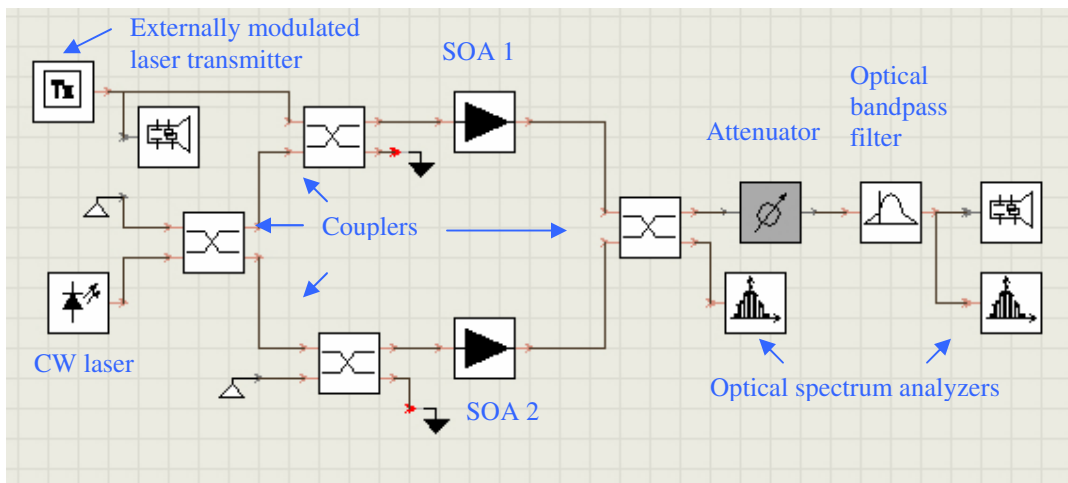 Externally modulated
laser transmitter
Tx
SOA 1
Optical
bandpass
filter
Attenuator
Couplers
CW laser
SOA 2
Optical spectrum analyzers